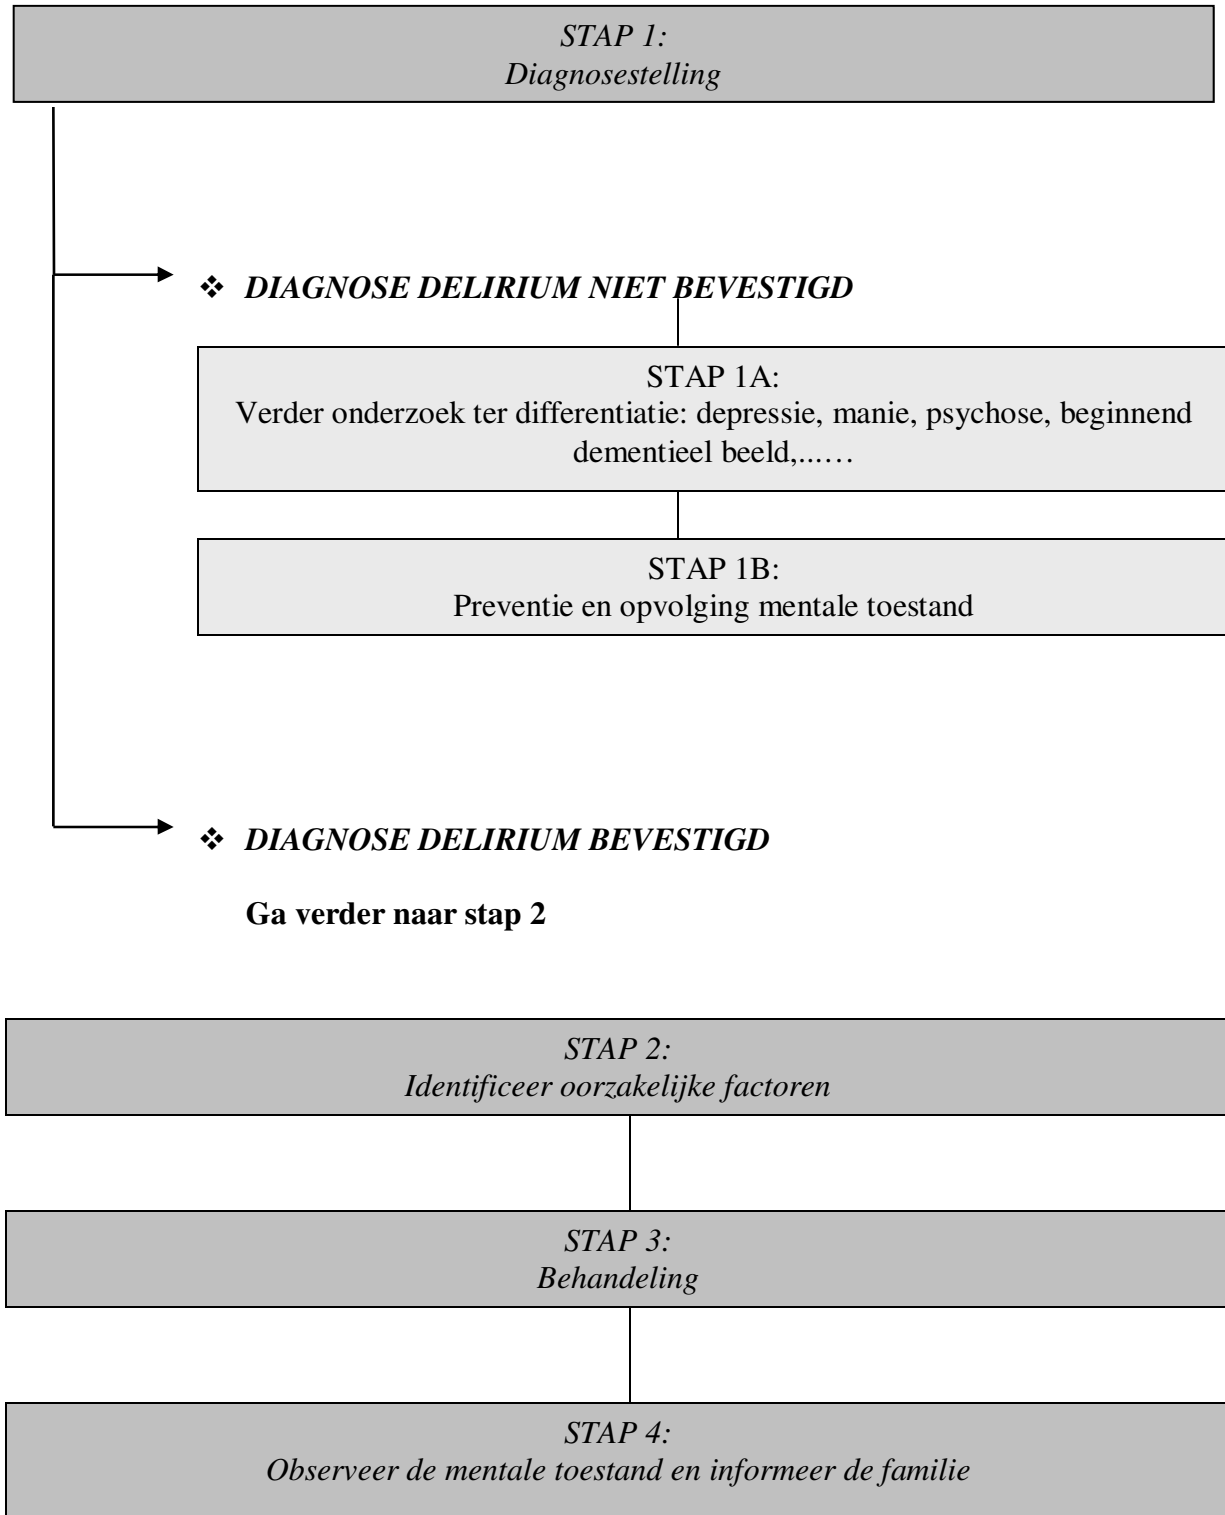 STAP 1:
Diagnosestelling
❖ DIAGNOSE DELIRIUM NIET BEVESTIGD
STAP 1A:
Verder onderzoek ter differentiatie: depressie, manie, psychose, beginnend
dementieel beeld,...…
STAP 1B:
Preventie en opvolging mentale toestand
❖ DIAGNOSE DELIRIUM BEVESTIGD
Ga verder naar stap 2
STAP 2:
Identificeer oorzakelijke factoren
STAP 3:
Behandeling
STAP 4:
Observeer de mentale toestand en informeer de familie